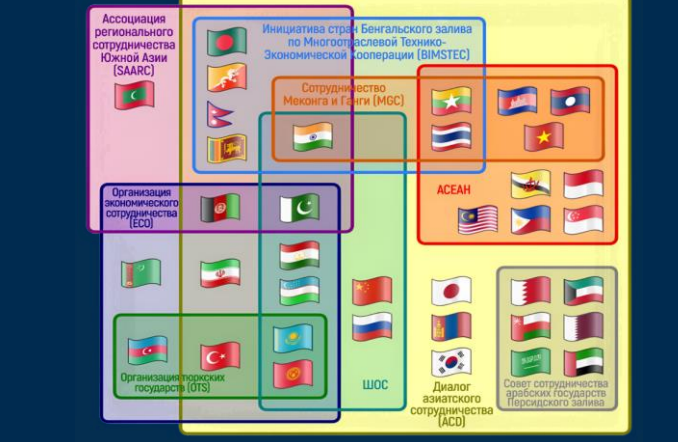 Ассоциация
регионального
сотрудничества
Южной Азии
(SAARC)
Инициатива стран Бенгальского залива
по Многоотраслевой Технико-
Экономической Кооперации (BIMSTEC)
Сотрудничество
Меконга и Ганги (MGC)
АСЕАН
Организация
экономического
сотрудничества
(ECO)
Организация тюркских
государств (OTS)
ШОС
Диалог
азиатского
сотрудничества
(ACD)
Совет сотрудничества
арабских государств
Персидского залива